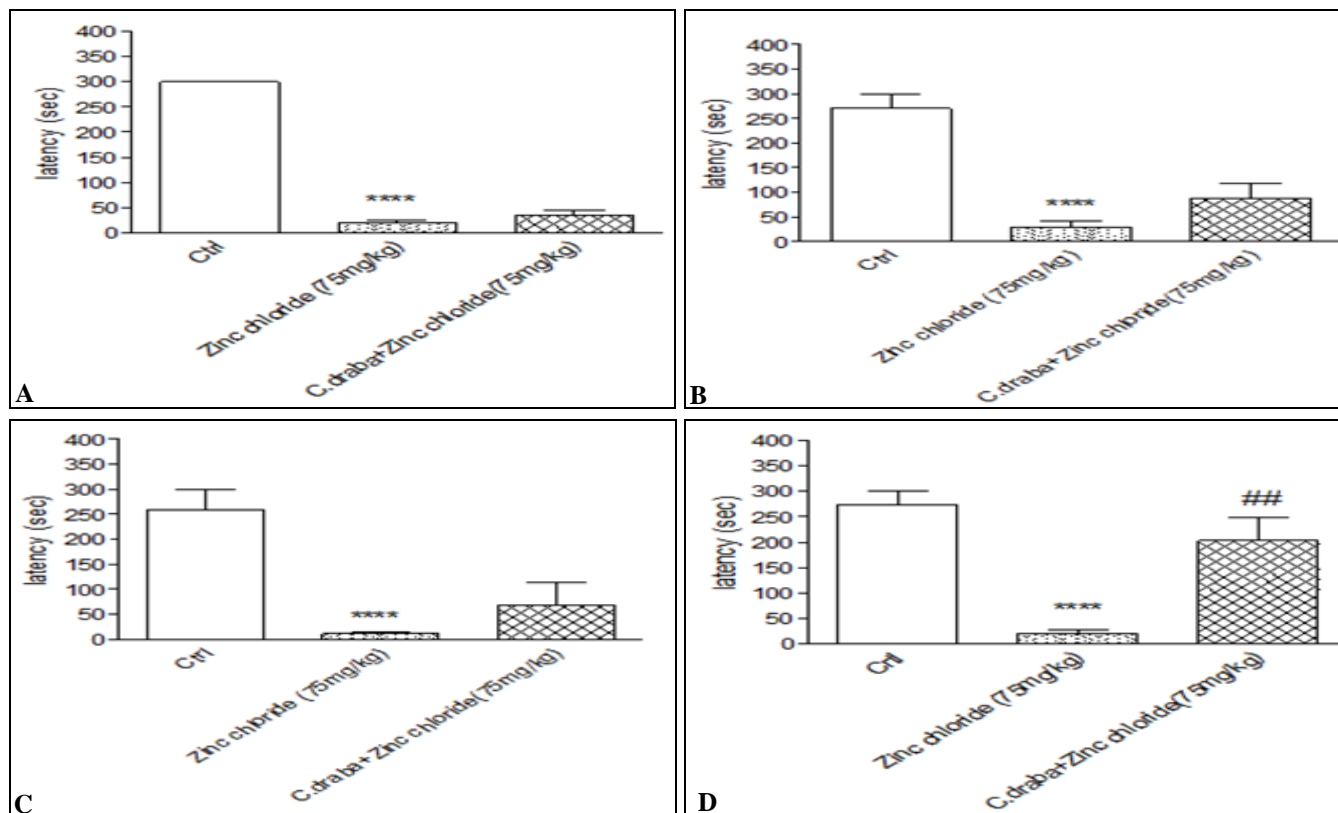 400
350
300
250
200
150
100
50
0
latency (sec)
****
Ctrl
Zinc chloride (75mg/kg)
C.draba+Zinc chloride(75mg/kg)
A
400
350
300
250
200
150
100
50
0
latency (sec)
****
Ctrl
Zinc chloride (75mg/kg)
C.draba+ Zinc chloride(75mg/kg)
B
400
350
300
250
200
150
100
50
0
latency (sec)
****
Ctrl
Zinc chloride (75mg/kg)
C.draba+ Zinc chloride(75mg/kg)
C
400
350
300
250
200
150
100
50
0
latency (sec)
****
##
Crtl
Zinc chloride (75mg/kg)
C.draba+Zinc chloride(75mg/kg)
D